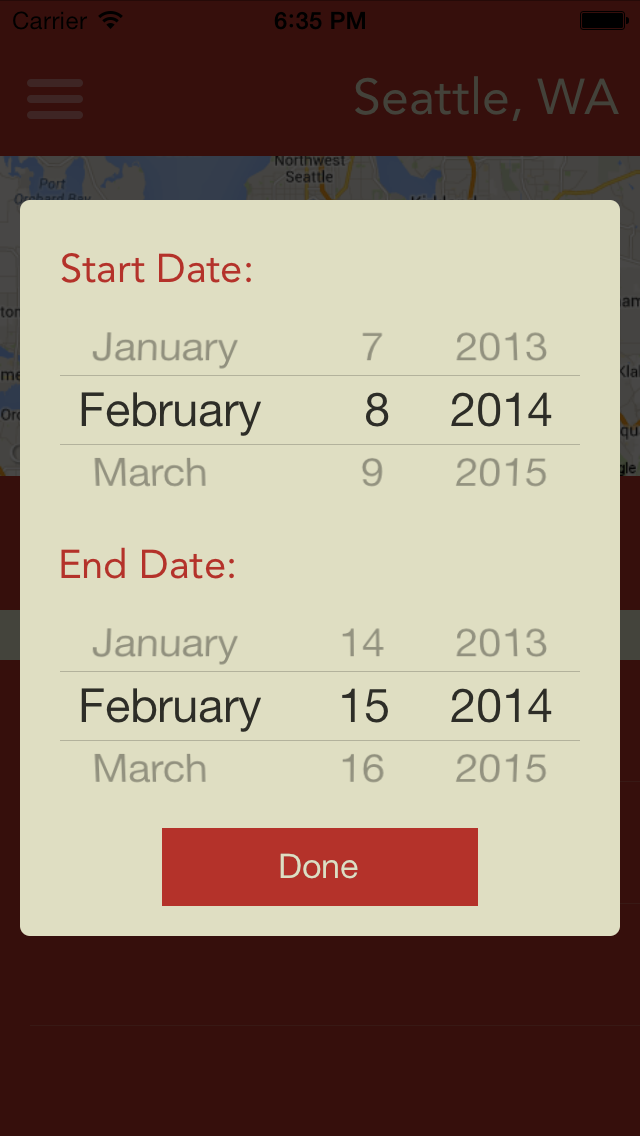 Carrier 6:35 PM
Seattle, WA
Northwest
Seattle
Port
Orchard Bay
Start Date:
January 7 2013
February 8 2014
March 9 2015
End Date:
January 14 2013
February 15 2014
March 16 2015
Done